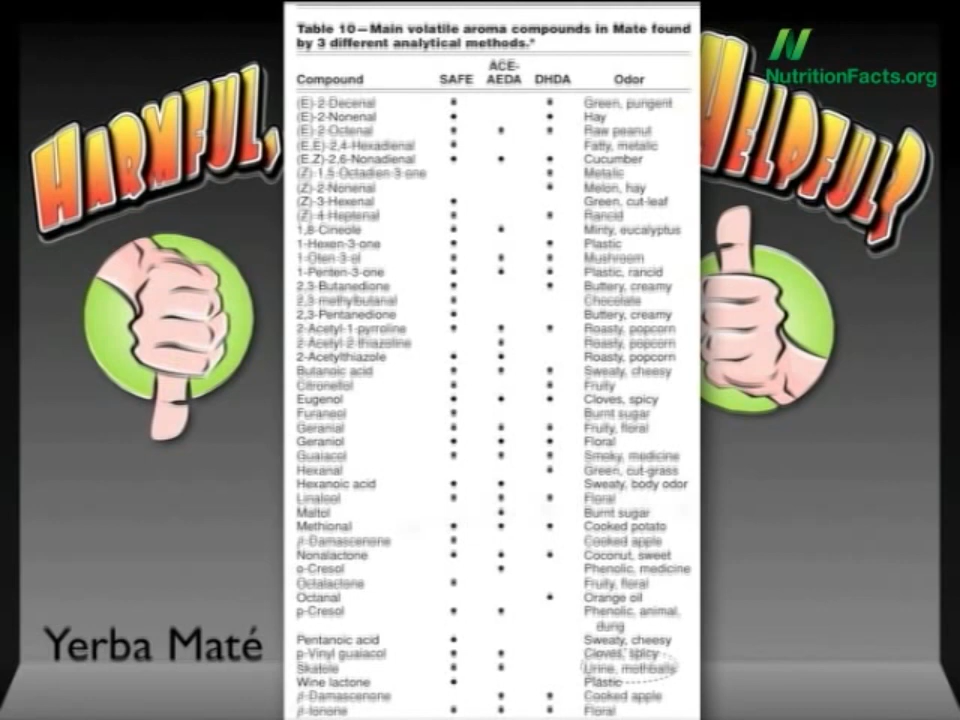 HARMFUL,
HELPFUL?
NutritionFacts.org
Yerba Maté
Table 10—Main volatile aroma compounds in Mate found
by 3 different analytical methods.*
Compound SAFE ACE-AEDA DHDA Odor
(E)-2-Decenal • • Green, pungent
(E)-2-Nonenal • • Hay
(E)-2-Octenal • • • Raw peanut
(E,E)-2,4-Hexadienal • Fatty, metalic
(E,Z)-2,6-Nonadienal • • • Cucumber
(Z)-1,5-Octadien-3-one • Metalic
(Z)-2-Nonenal • Melon, hay
(Z)-3-Hexenal • Green, cut-leaf
(Z)-4-Heptenal • • Rancid
1,8-Cineole • • Minty, eucalyptus
1-Hexen-3-one • • Plastic
1-Oten-3-ol • • • Mushroom
1-Penten-3-one • • • Plastic, rancid
2,3-Butanedione • • Buttery, creamy
2,3-methylbutanal • Chocolate
2,3-Pentanedione • Buttery, creamy
2-Acetyl-1-pyrroline • • • Roasty, popcorn
2-Acetyl-2-thiazoline • Roasty, popcorn
2-Acetylthiazole • • Roasty, popcorn
Butanoic acid • • • Sweaty, cheesy
Citronellol • • Fruity
Eugenol • • • Cloves, spicy
Furaneol • Burnt sugar
Geranial • • • Fruity, floral
Geraniol • • • Floral
Guaiacol • • • Smoky, medicine
Hexanal • Green, cut-grass
Hexanoic acid • • Sweaty, body odor
Linalool • • • Floral
Maltol • Burnt sugar
Methional • • • Cooked potato
β-Damascenone • Cooked apple
Nonalactone • • • Coconut, sweet
o-Cresol • Phenolic, medicine
Octalactone • Fruity, floral
Octanal • Orange oil
p-Cresol • • Phenolic, animal,
dung
Pentanoic acid • Sweaty, cheesy
p-Vinyl guaiacol • • Cloves, spicy
Skatole • • Urine, mothballs
Wine lactone • Plastic
β-Damascenone • • Cooked apple
β-Ionone • • • Floral